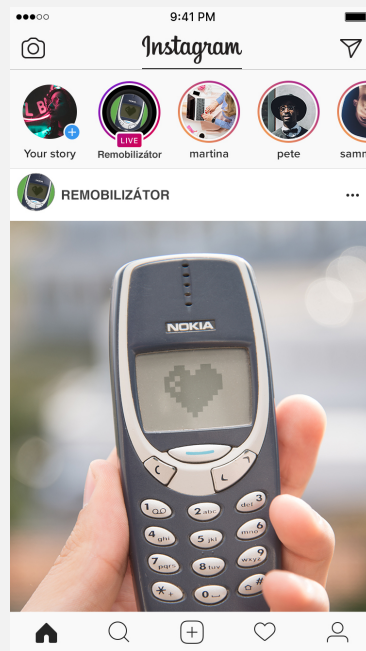 9:41 PM
Instagram
L B
LIVE
Your story
Remobilizátor
martina
pete
samm
REMOBILIZÁTOR
NOKIA
1
2 abc
def 3
4 ghi
5 jkl
mno 6
7 pqrs
8 tuv
wxyz 9
* +
0
#